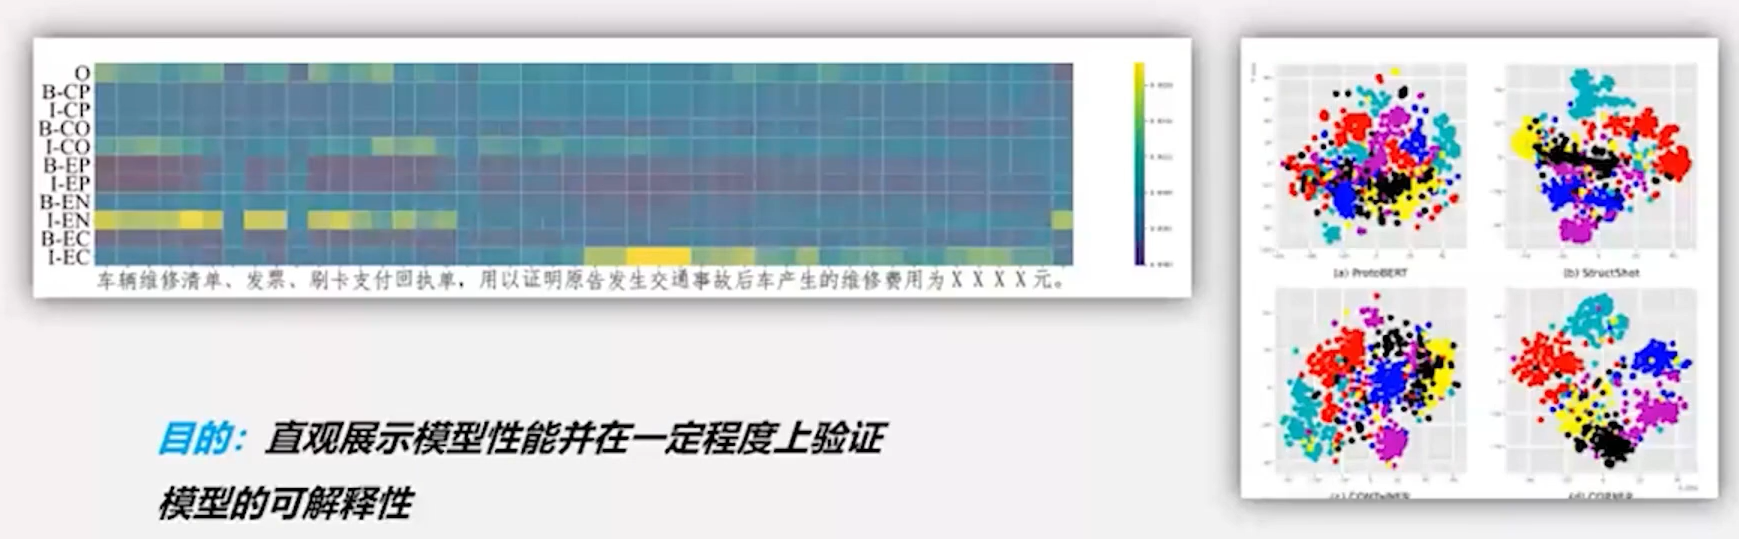 O
B-CP
I-CP
B-CO
I-CO
B-EP
I-EP
B-EN
I-EN
B-EC
I-EC
车辆维修清单、发票、刷卡支付回执单，用以证明原告发生交通事故后车产生的维修费用为XXXX元。
(a) ProtoBERT
(b) StructShot
目的：直观展示模型性能并在一定程度上验证
模型的可解释性